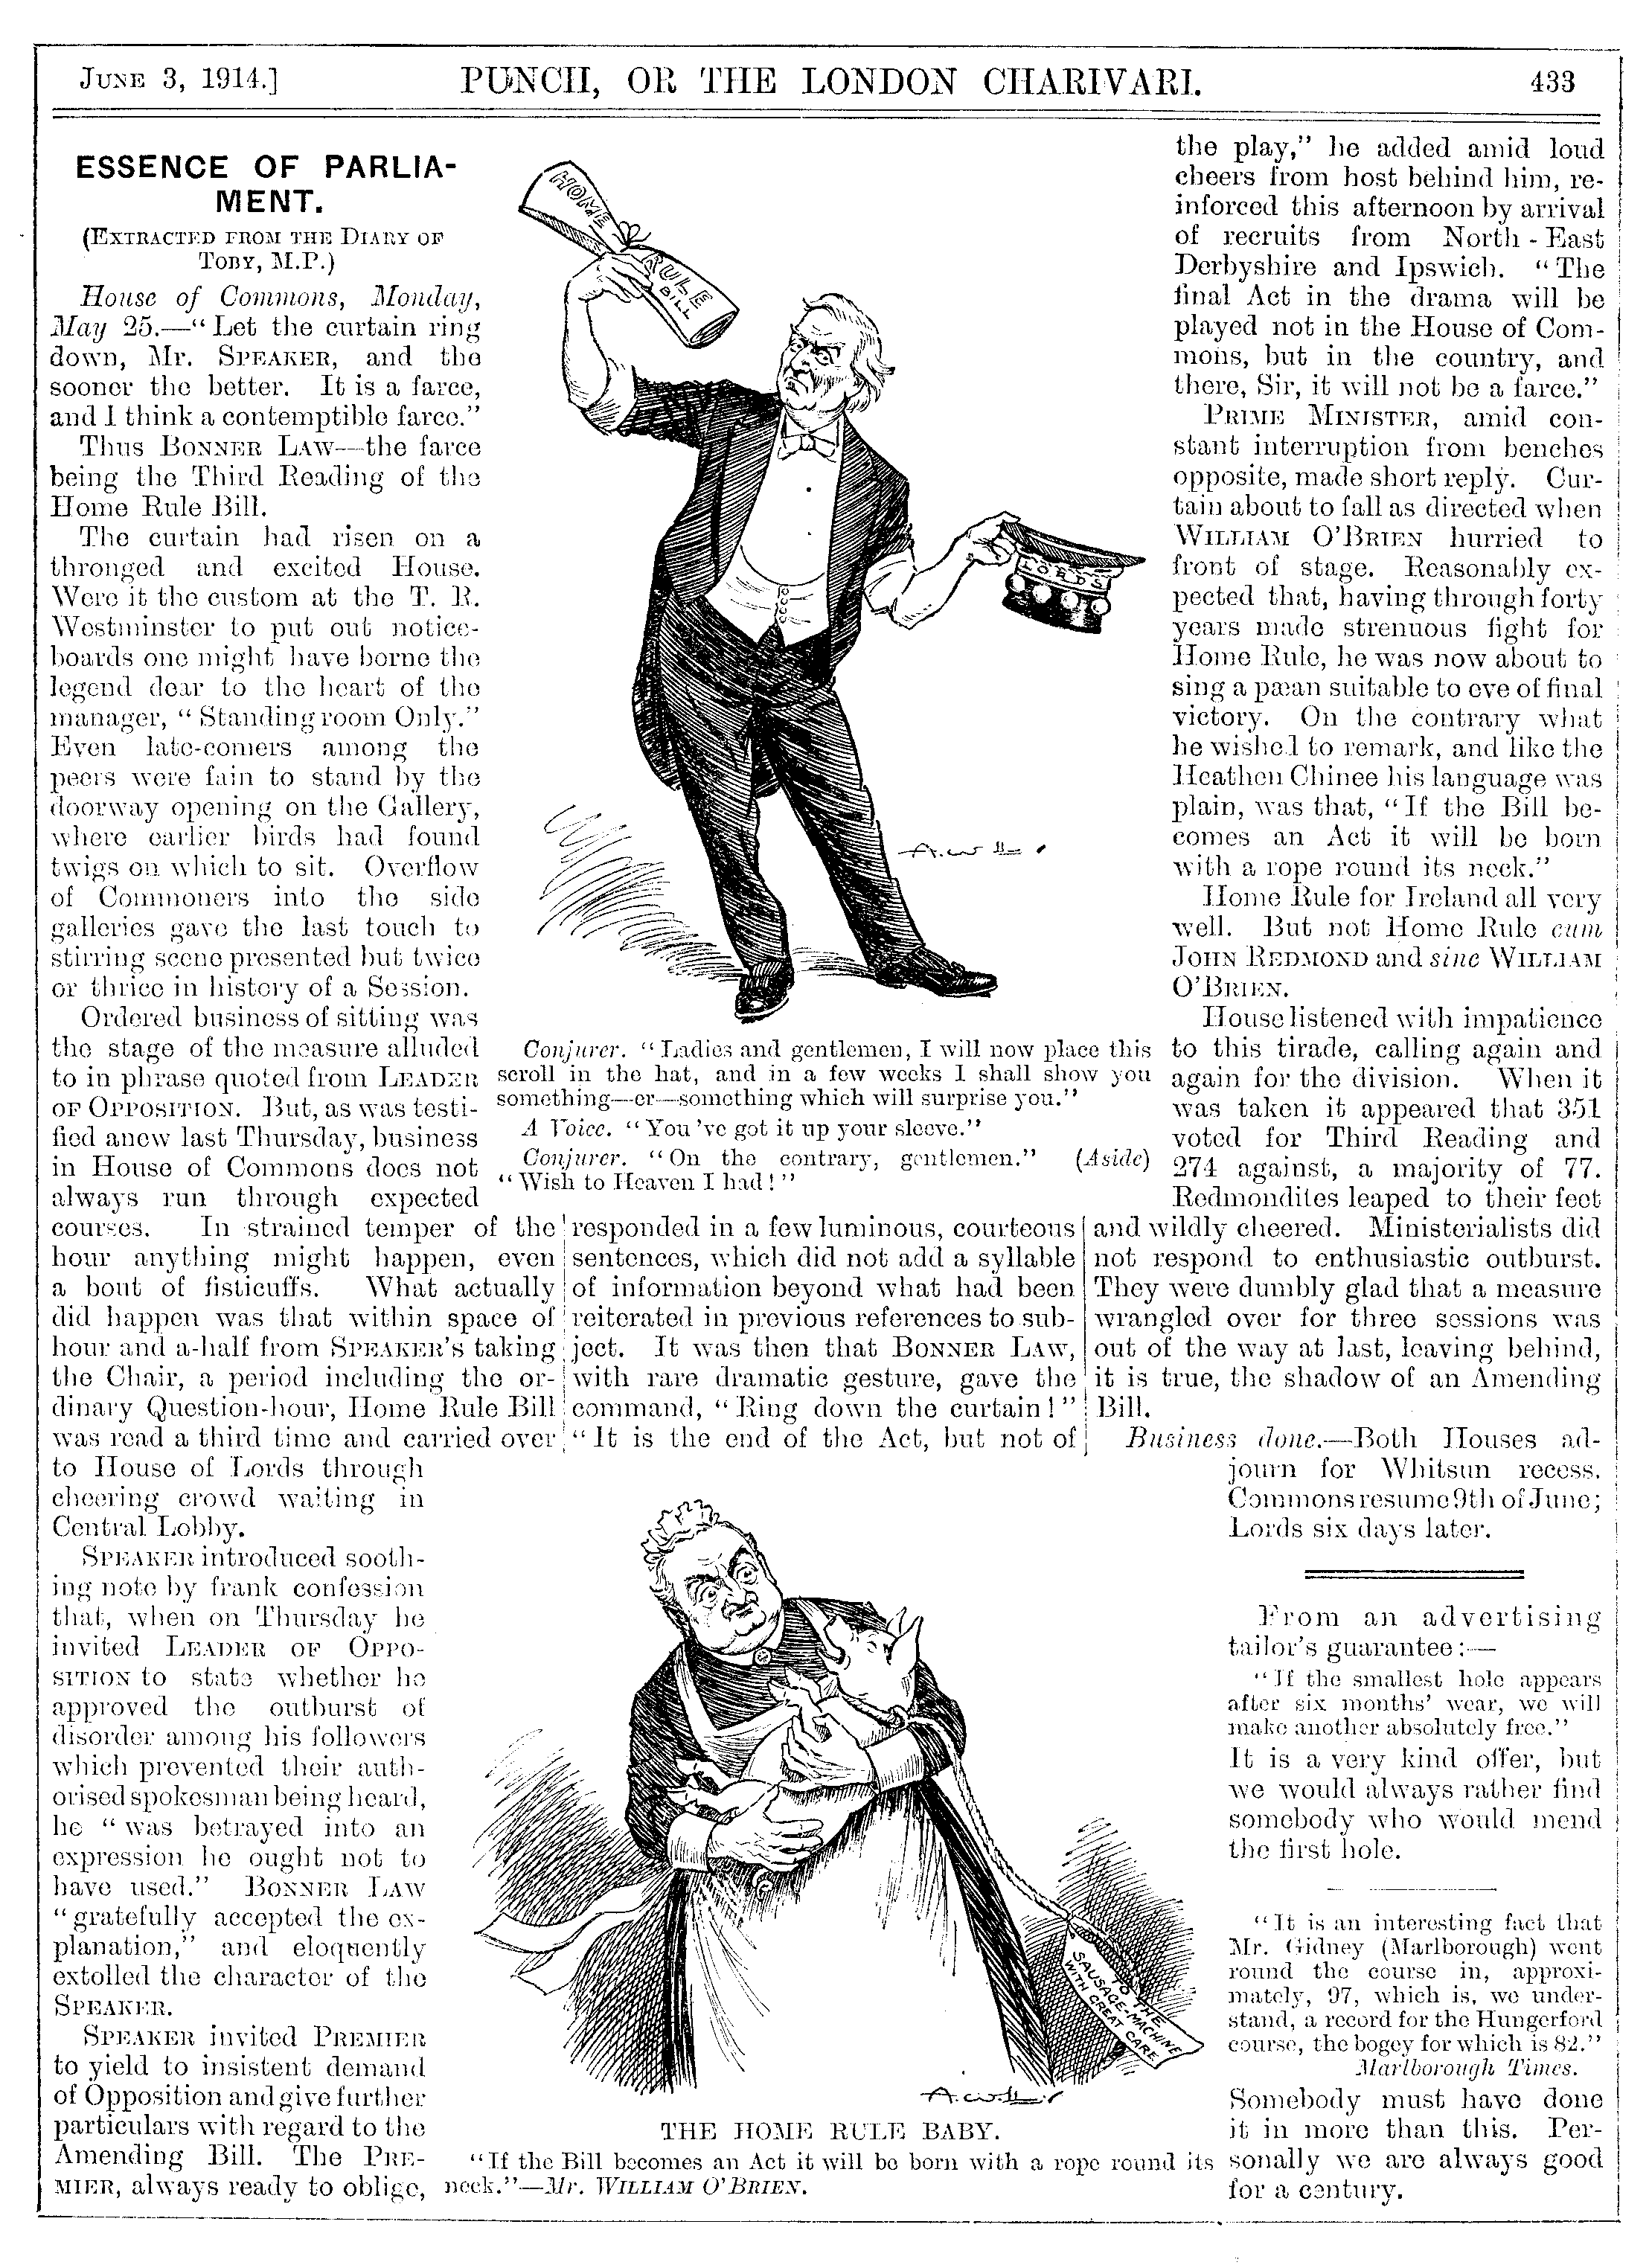 JUNE 3, 1914.]
PUNCH, OR THE LONDON CHARIVARI.
433
ESSENCE OF PARLIA-
MENT.
(EXTRACTED FROM THE DIARY OF
TOBY, M.P.)
House of Commons, Monday,
May 25.—“Let the curtain ring
down, Mr. SPEAKER, and the
sooner the better. It is a farce,
and I think a contemptible farce.”
Thus BONNER LAW—the farce
being the Third Reading of the
Home Rule Bill.
The curtain had risen on a
thronged and excited House.
Were it the custom at the T. R.
Westminster to put out notice-
boards one might have borne the
legend dear to the heart of the
manager, “Standing room Only.”
Even late-comers among the
peers were fain to stand by the
doorway opening on the Gallery,
where earlier birds had found
twigs on which to sit. Overflow
of Commoners into the side
galleries gave the last touch to
stirring scene presented but twice
or thrice in history of a Session.
Ordered business of sitting was
the stage of the measure alluded
to in phrase quoted from LEADER
OF OPPOSITION. But, as was testi-
fied anew last Thursday, business
in House of Commons does not
always run through expected
courses. In strained temper of the
hour anything might happen, even
a bout of fisticuffs. What actually
did happen was that within space of
hour and a-half from SPEAKER'S taking
the Chair, a period including the or-
dinary Question-hour, Home Rule Bill
was read a third time and carried over
to House of Lords through
cheering crowd waiting in
Central Lobby.
SPEAKER introduced sooth-
ing note by frank confession
that, when on Thursday he
invited LEADER OF OPPO-
SITION to state whether he
approved the outburst of
disorder among his followers
which prevented their auth-
orised spokesman being heard,
he “was betrayed into an
expression he ought not to
have used.” BONNER LAW
“gratefully accepted the ex-
planation,” and eloquently
extolled the character of the
SPEAKER.
SPEAKER invited PREMIER
to yield to insistent demand
of Opposition and give further
particulars with regard to the
Amending Bill. The PRE-
MIER, always ready to oblige,
HOME
RULE
BILL
LORDS
A.W LL
Conjurer. “Ladies and gentlemen, I will now place this
scroll in the hat, and in a few weeks I shall show you
something—er—something which will surprise you.”
A Voice. “You've got it up your sleeve.”
Conjurer. “On the contrary, gentlemen.” (Aside)
“Wish to Heaven I had!”
responded in a few luminous, courteous
sentences, which did not add a syllable
of information beyond what had been
reiterated in previous references to sub-
ject. It was then that BONNER LAW,
with rare dramatic gesture, gave the
command, “Ring down the curtain!”
“It is the end of the Act, but not of
TO THE
SAUSAGE-MACHINE
WITH GREAT CARE
THE HOME RULE BABY.
“If the Bill becomes an Act it will be born with a rope round its
neck.”—Mr. WILLIAM O'BRIEN.
the play,” he added amid loud
cheers from host behind him, re-
inforced this afternoon by arrival
of recruits from North-East
Derbyshire and Ipswich. “The
final Act in the drama will be
played not in the House of Com-
mons, but in the country, and
there, Sir, it will not be a farce.”
PRIME MINISTER, amid con-
stant interruption from benches
opposite, made short reply. Cur-
tain about to fall as directed when
WILLIAM O'BRIEN hurried to
front of stage. Reasonably ex-
pected that, having through forty
years made strenuous fight for
Home Rule, he was now about to
sing a pæan suitable to eve of final
victory. On the contrary what
he wished to remark, and like the
Heathen Chinee his language was
plain, was that, “If the Bill be-
comes an Act it will be born
with a rope round its neck.”
Home Rule for Ireland all very
well. But not Home Rule cum
JOHN REDMOND and sine WILLIAM
O'BRIEN.
House listened with impatience
to this tirade, calling again and
again for the division. When it
was taken it appeared that 351
voted for Third Reading and
274 against, a majority of 77.
Redmondites leaped to their feet
and wildly cheered. Ministerialists did
not respond to enthusiastic outburst.
They were dumbly glad that a measure
wrangled over for three sessions was
out of the way at last, leaving behind,
it is true, the shadow of an Amending
Bill.
Business done.—Both Houses ad-
journ for Whitsun recess.
Commons resume 9th of June;
Lords six days later.
From an advertising
tailor's guarantee:—
“If the smallest hole appears
after six months' wear, we will
make another absolutely free.”
It is a very kind offer, but
we would always rather find
somebody who would mend
the first hole.
“It is an interesting fact that
Mr. Gidney (Marlborough) went
round the course in, approxi-
mately, 97, which is, we under-
stand, a record for the Hungerford
course, the bogey for which is 82.”
Marlborough Times.
Somebody must have done
it in more than this. Per-
sonally we are always good
for a century.